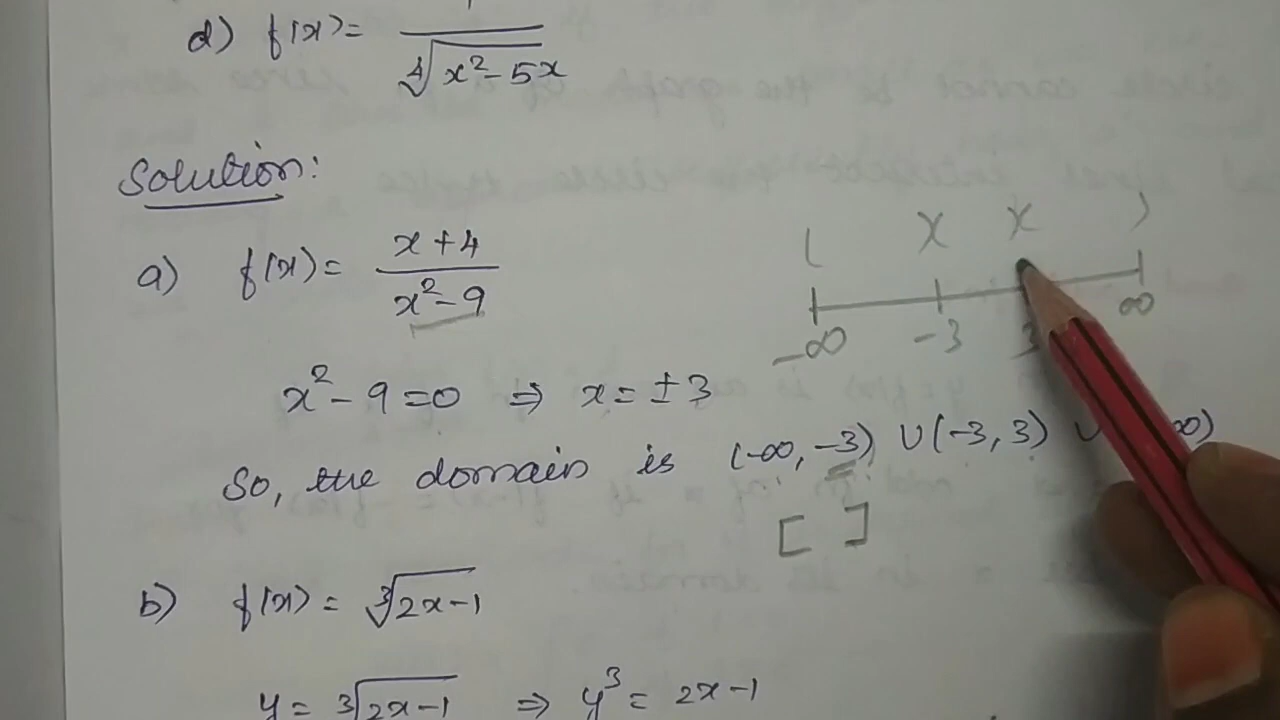 d) f(x) = 1/∜(x² - 5x)
Solution:
a) f(x) = (x + 4)/(x² - 9)
( X X )
-∞ -3 3 ∞
x² - 9 = 0 ⇒ x = ± 3
So, the domain is (-∞, -3) ∪ (-3, 3) ∪ ∞)
[ ]
b) f(x) = ∛(2x - 1)
y = ∛(2x - 1) ⇒ y³ = 2x - 1